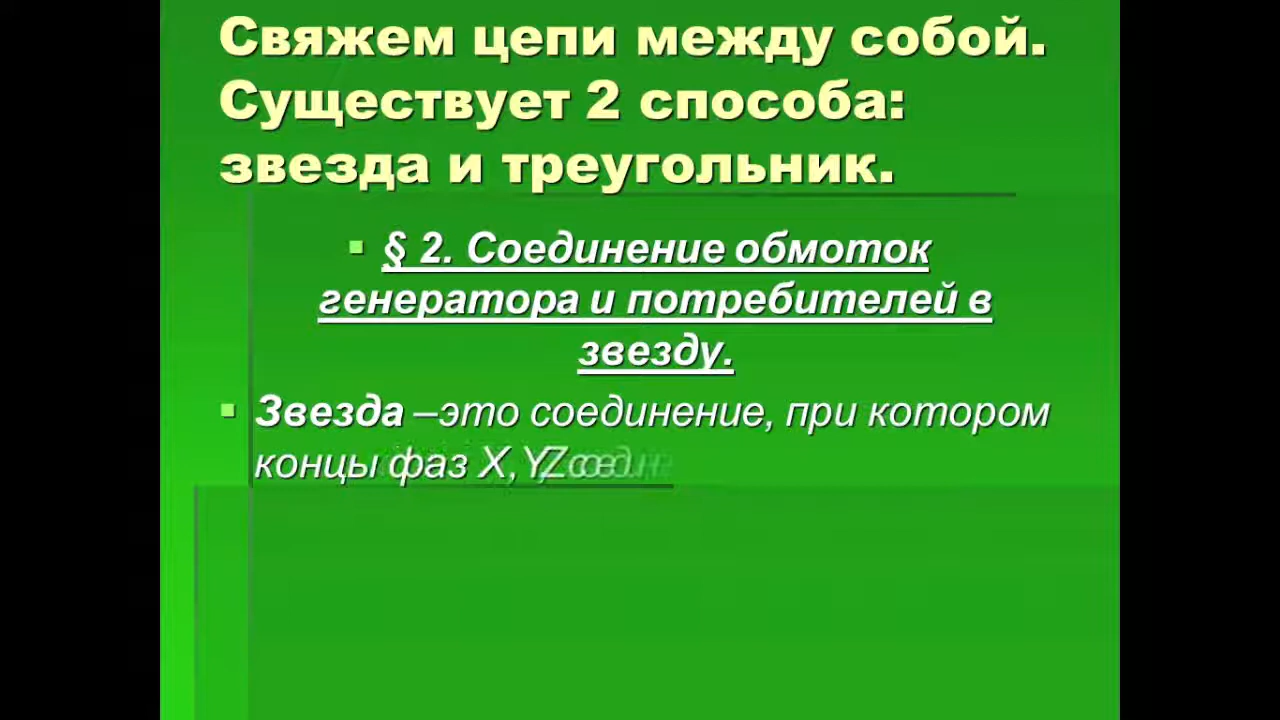 Свяжем цепи между собой.
Существует 2 способа:
звезда и треугольник.
§ 2. Соединение обмоток
генератора и потребителей в
звезду.
Звезда –это соединение, при котором
концы фаз X,Y,Z